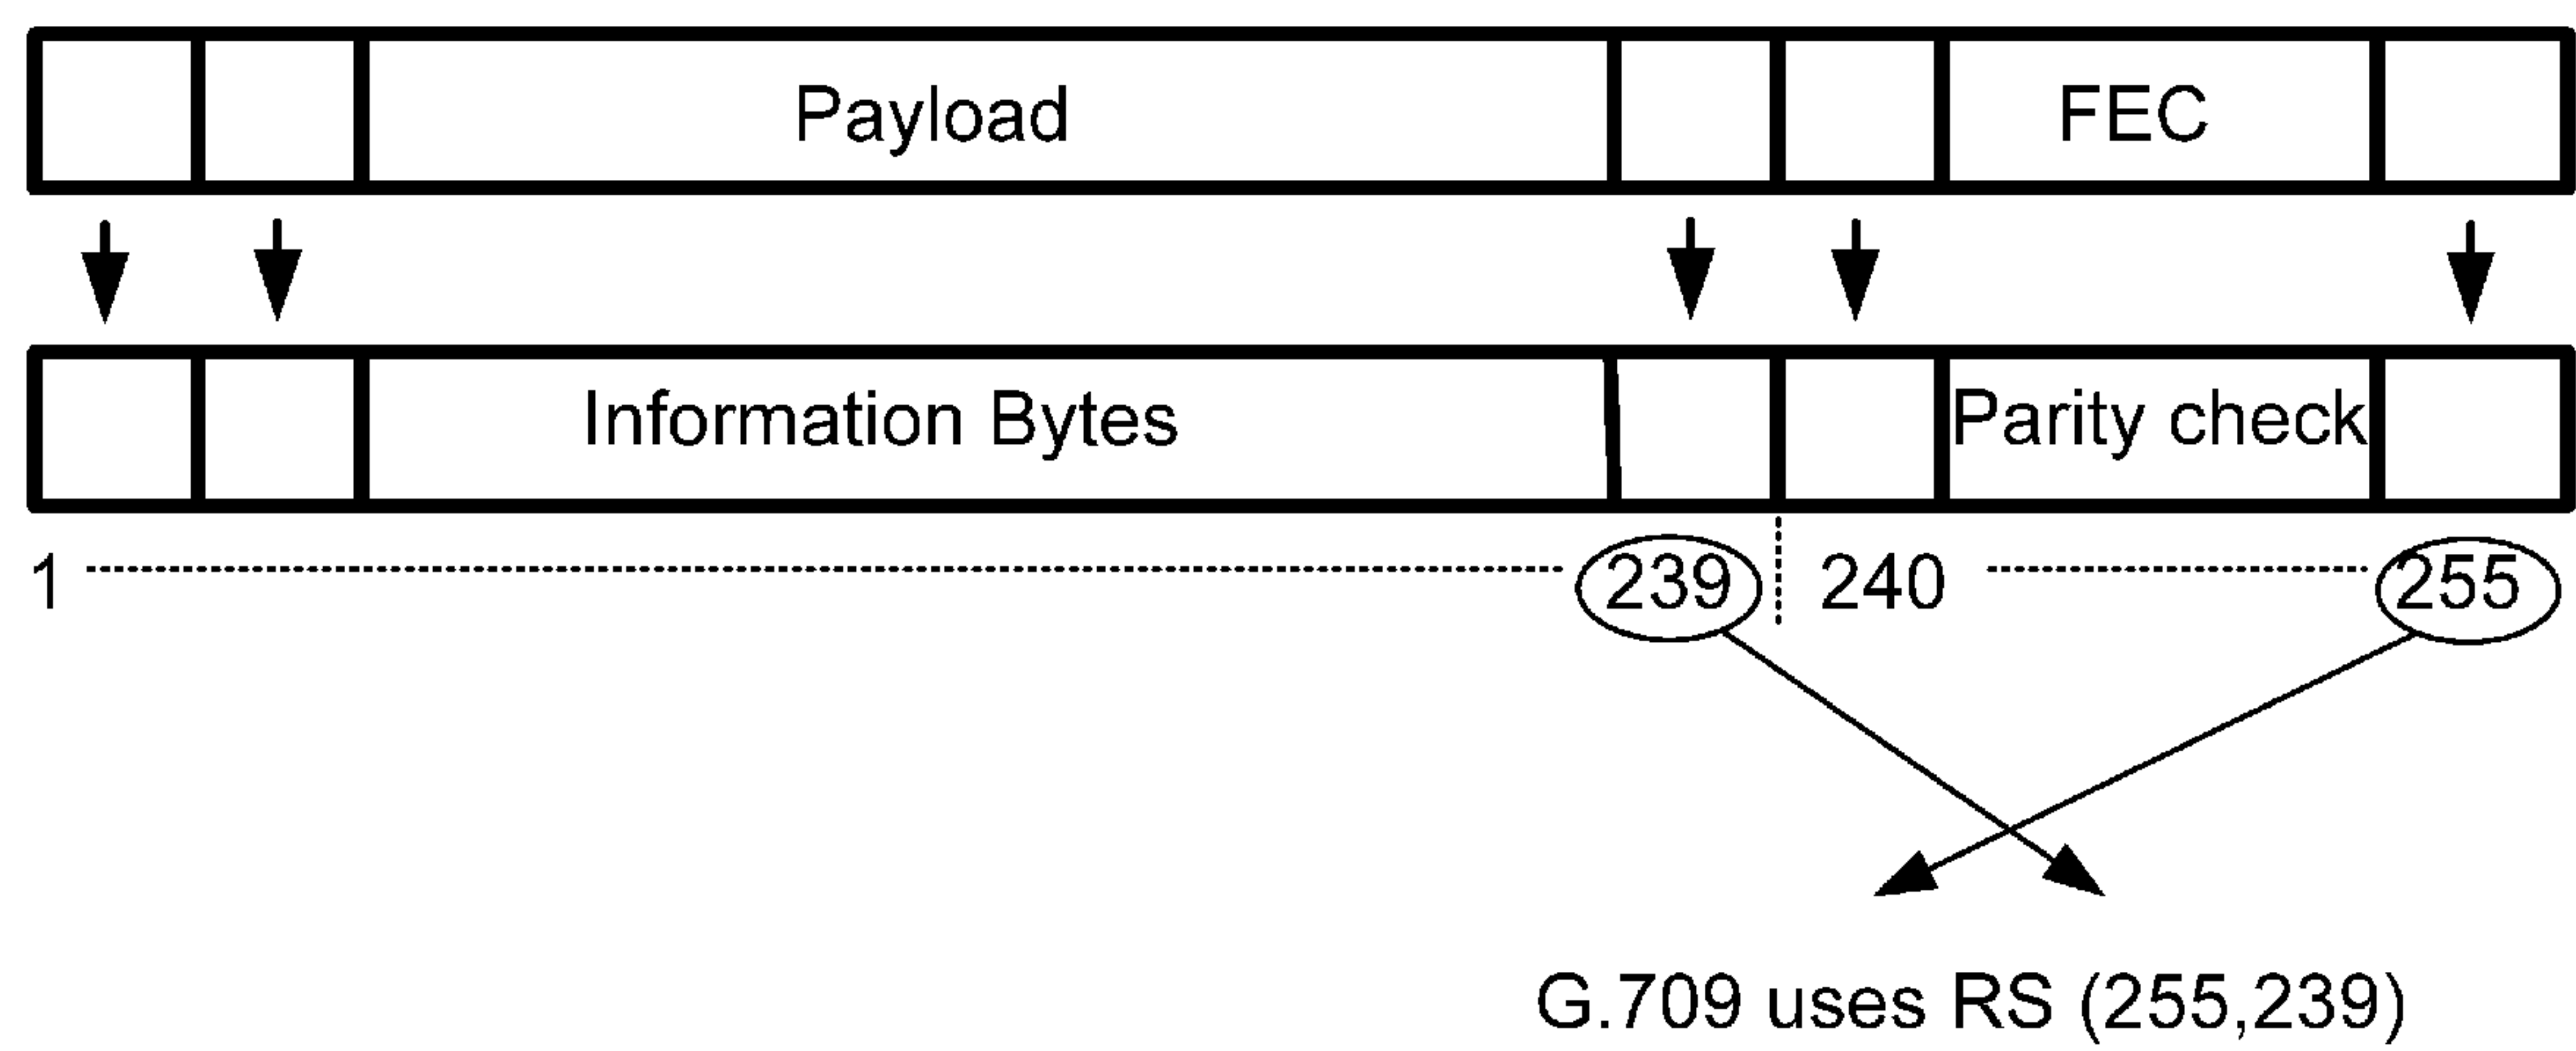 Payload FEC
Information Bytes Parity check
1 239 240 255
G.709 uses RS (255,239)